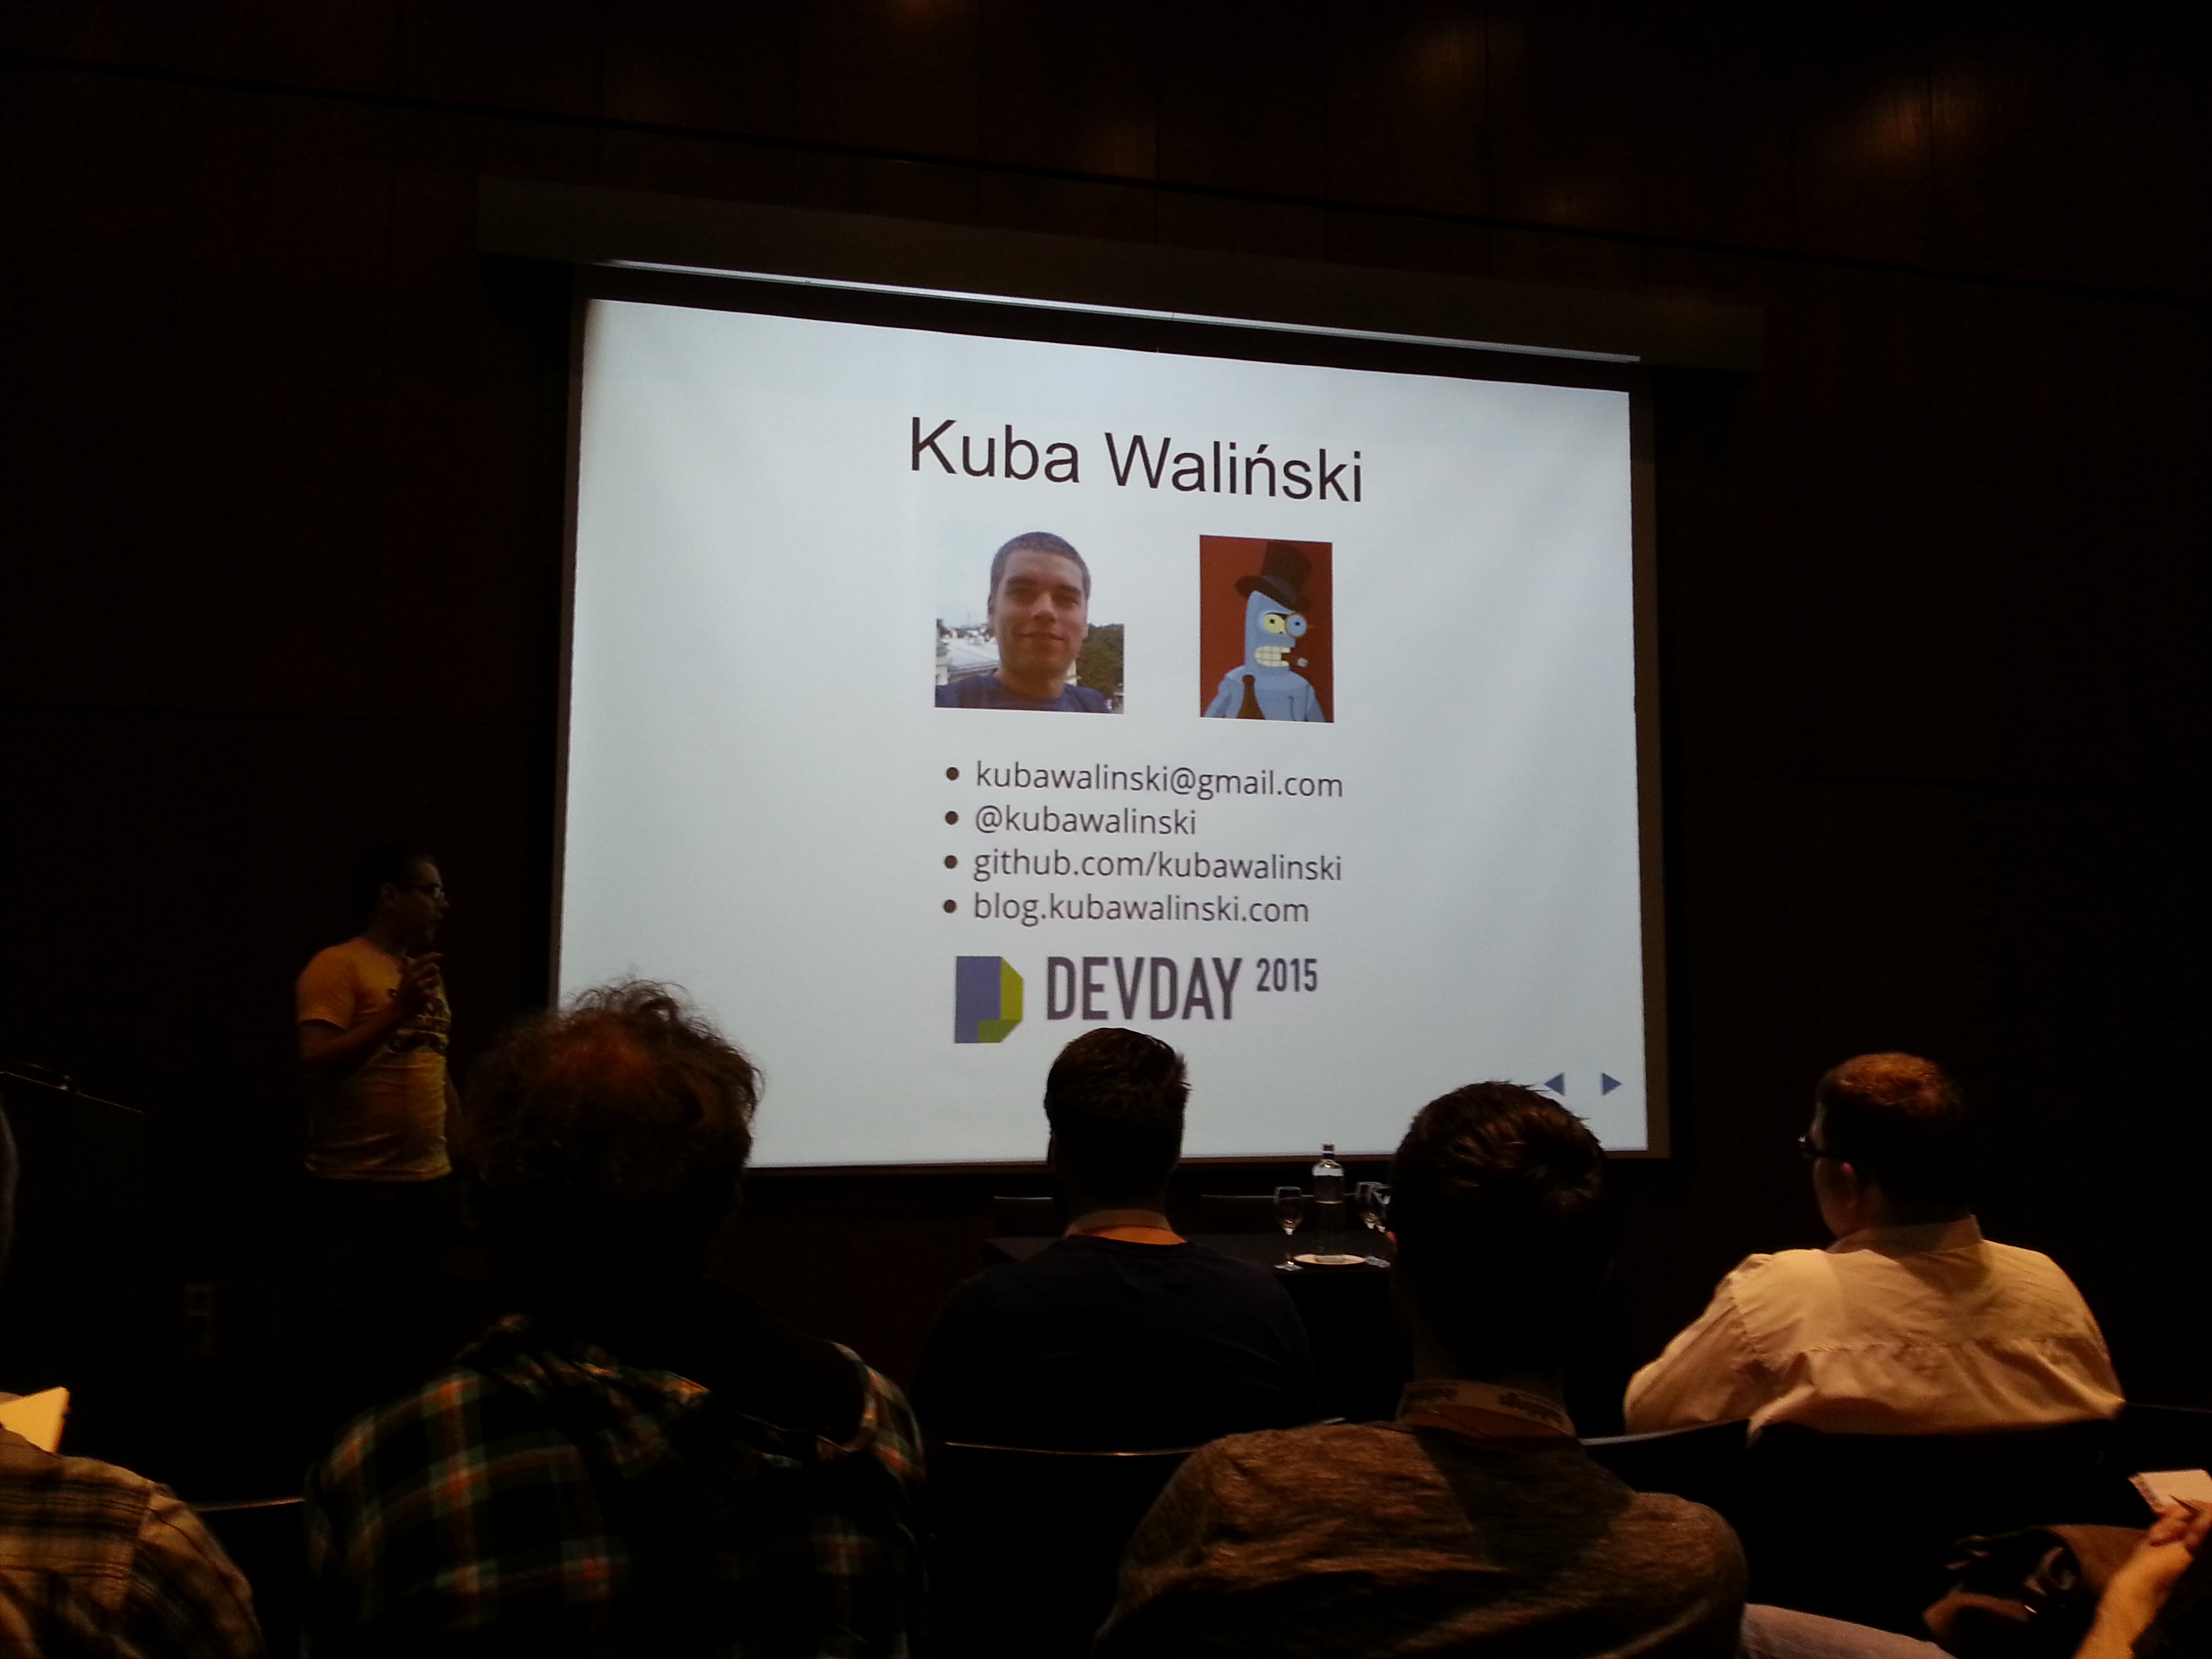 Kuba Waliński
• kubawalinski@gmail.com
• @kubawalinski
• github.com/kubawalinski
• blog.kubawalinski.com
DEVDAY 2015